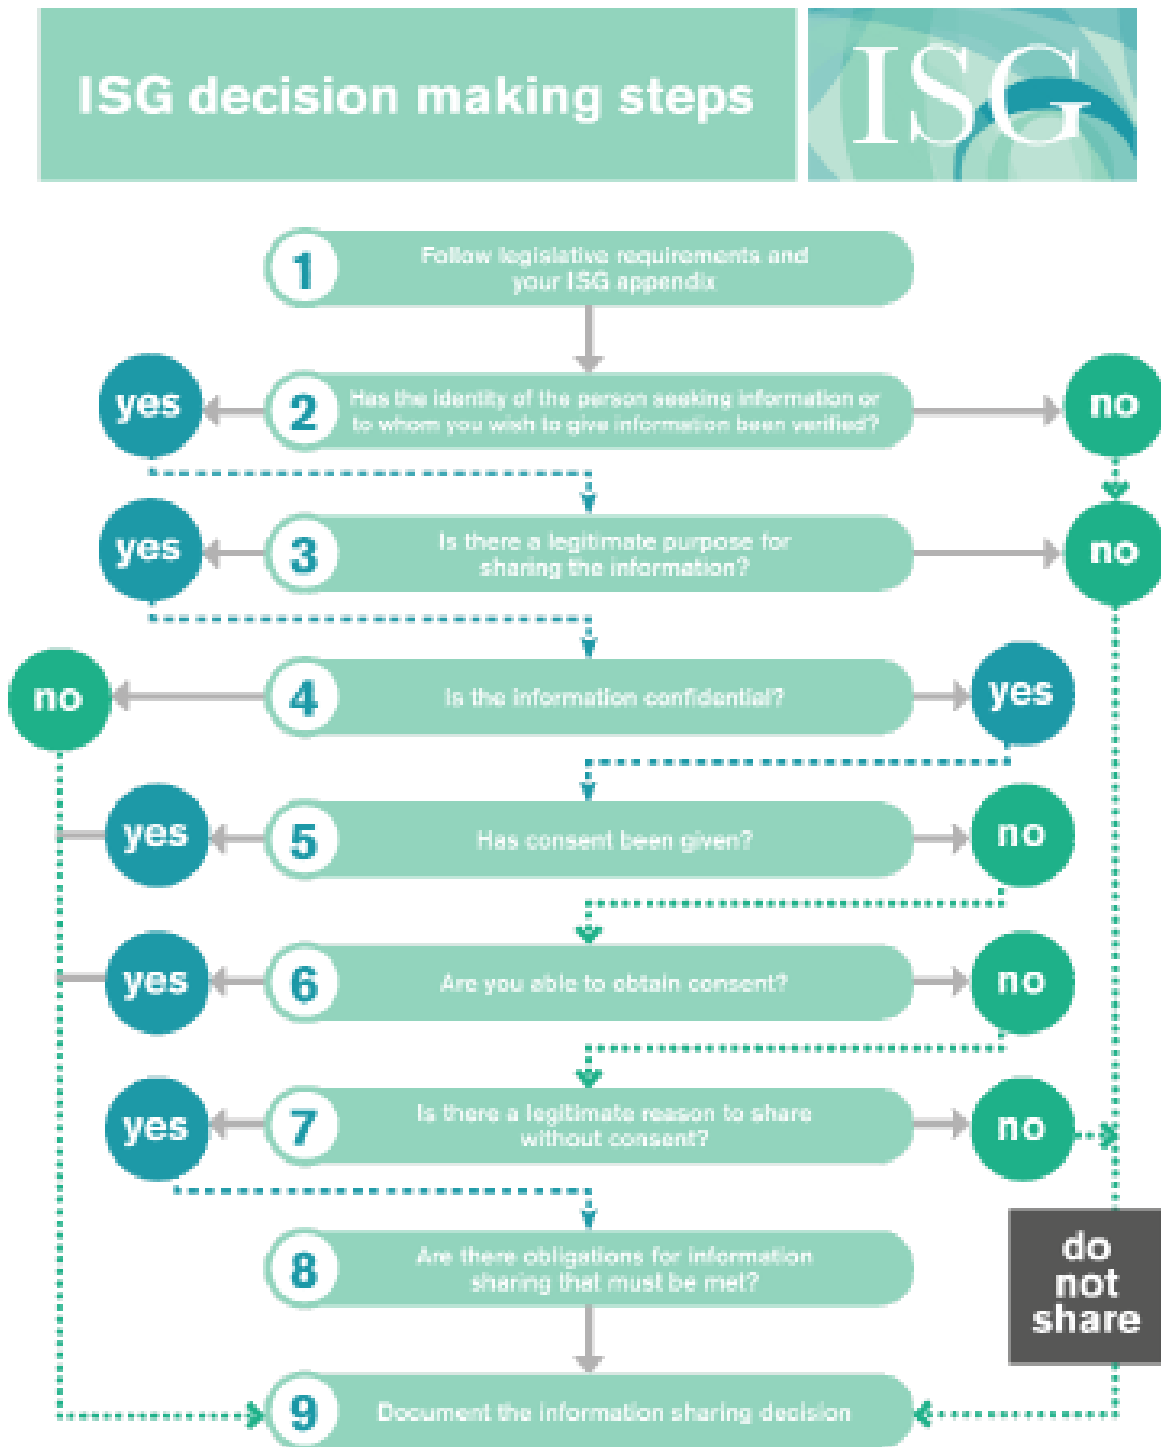 ISG decision making steps
ISG
1
Follow legislative requirements and
your ISG appendix
yes
2
Has the identity of the person seeking information or
to whom you wish to give information been verified?
no
yes
3
Is there a legitimate purpose for
sharing the information?
no
no
4
Is the information confidential?
yes
yes
5
Has consent been given?
no
yes
6
Are you able to obtain consent?
no
yes
7
Is there a legitimate reason to share
without consent?
no
8
Are there obligations for information
sharing that must be met?
do
not
share
9
Document the information sharing decision